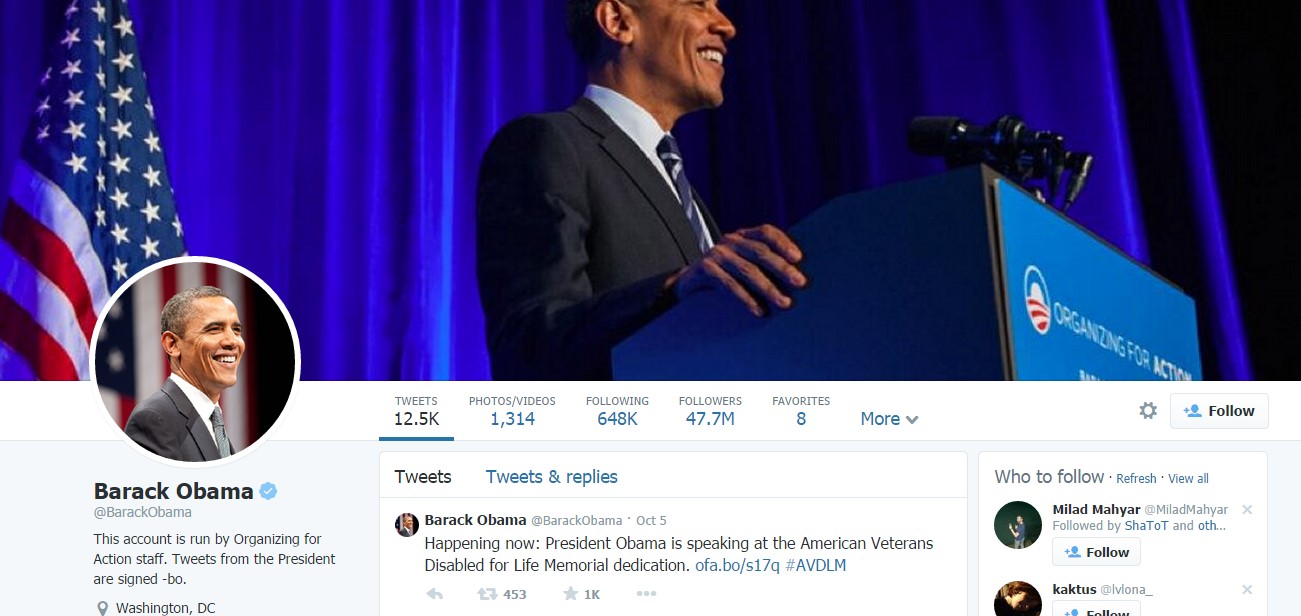 ORGANIZING FOR ACTION
TWEETS
12.5K
PHOTOS/VIDEOS
1,314
FOLLOWING
648K
FOLLOWERS
47.7M
FAVORITES
8
More
Follow
Barack Obama
@BarackObama
This account is run by Organizing for
Action staff. Tweets from the President
are signed -bo.
Washington, DC
Tweets Tweets & replies
Barack Obama @BarackObama · Oct 5
Happening now: President Obama is speaking at the American Veterans
Disabled for Life Memorial dedication. ofa.bo/s17q #AVDLM
453 1K
Who to follow · Refresh · View all
Milad Mahyar @MiladMahyar
Followed by ShaToT and oth...
Follow
kaktus @lvlona_
Follow